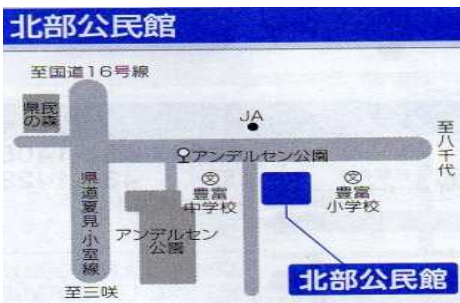 北部公民館
至国道16号線
県民
の森
JA
至八千代
アンデルセン公園
県道夏見・小室線
文
豊富
中学校
文
豊富
小学校
アンデルセン
公園
至三咲
北部公民館